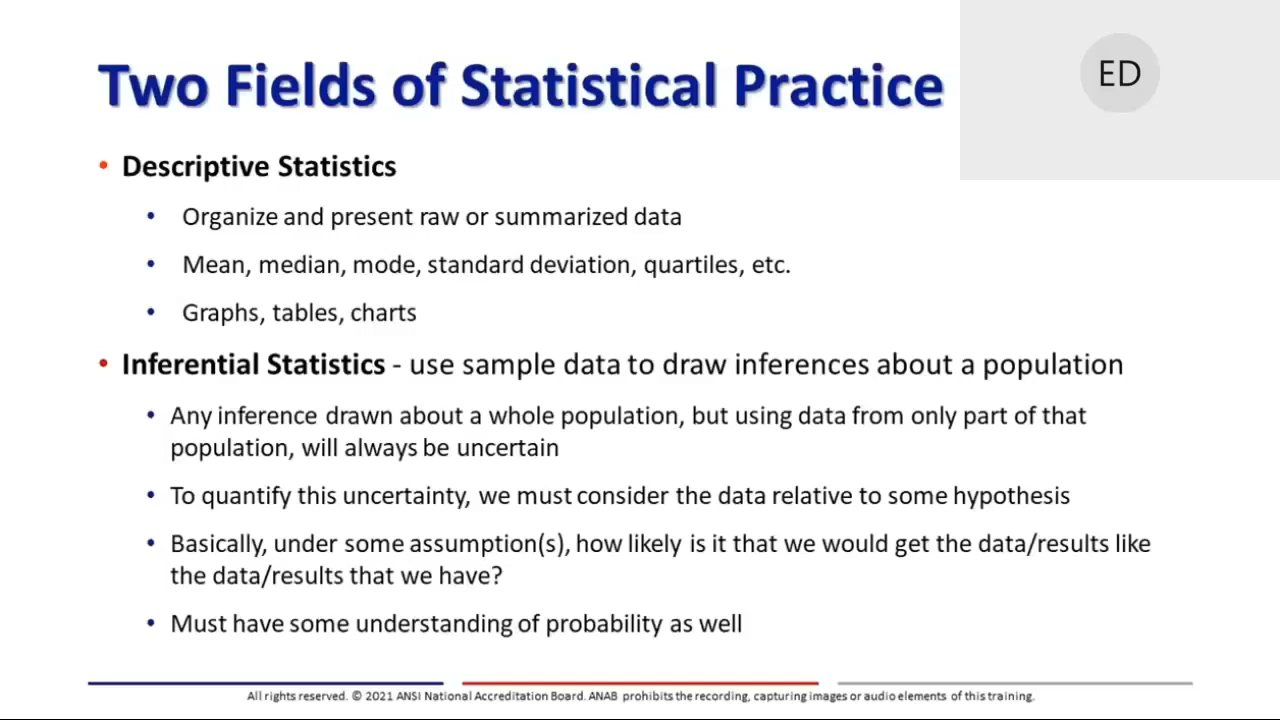 Two Fields of Statistical Practice
ED
• Descriptive Statistics
• Organize and present raw or summarized data
• Mean, median, mode, standard deviation, quartiles, etc.
• Graphs, tables, charts
• Inferential Statistics - use sample data to draw inferences about a population
• Any inference drawn about a whole population, but using data from only part of that
population, will always be uncertain
• To quantify this uncertainty, we must consider the data relative to some hypothesis
• Basically, under some assumption(s), how likely is it that we would get the data/results like
the data/results that we have?
• Must have some understanding of probability as well
All rights reserved. © 2021 ANSI National Accreditation Board. ANAB prohibits the recording, capturing images or audio elements of this training.